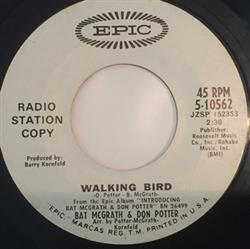 EPIC
RADIO
STATION
COPY
45 RPM
5-10562
JZSP 152353
2:30
Publisher:
Roosevelt Music
Co., Inc./Rohaba
Music, Inc.
(BMI)
Produced by:
Barry Kornfeld
WALKING BIRD
D. Potter - B. McGrath
From the Epic Album "INTRODUCING
BAT MCGRATH & DON POTTER" BN 26499
BAT MCGRATH & DON POTTER
Arr. by Potter-McGrath-
Kornfeld
"EPIC", MARCAS REG. T.M. PRINTED IN U.S.A.